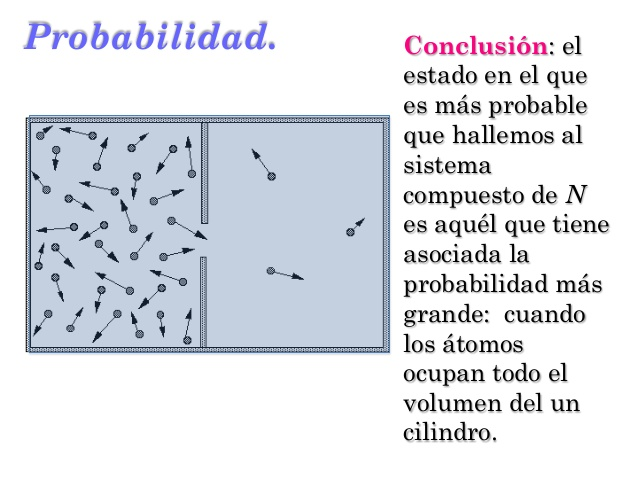 Probabilidad.
Conclusión: el
estado en el que
es más probable
que hallemos al
sistema
compuesto de N
es aquél que tiene
asociada la
probabilidad más
grande: cuando
los átomos
ocupan todo el
volumen del un
cilindro.